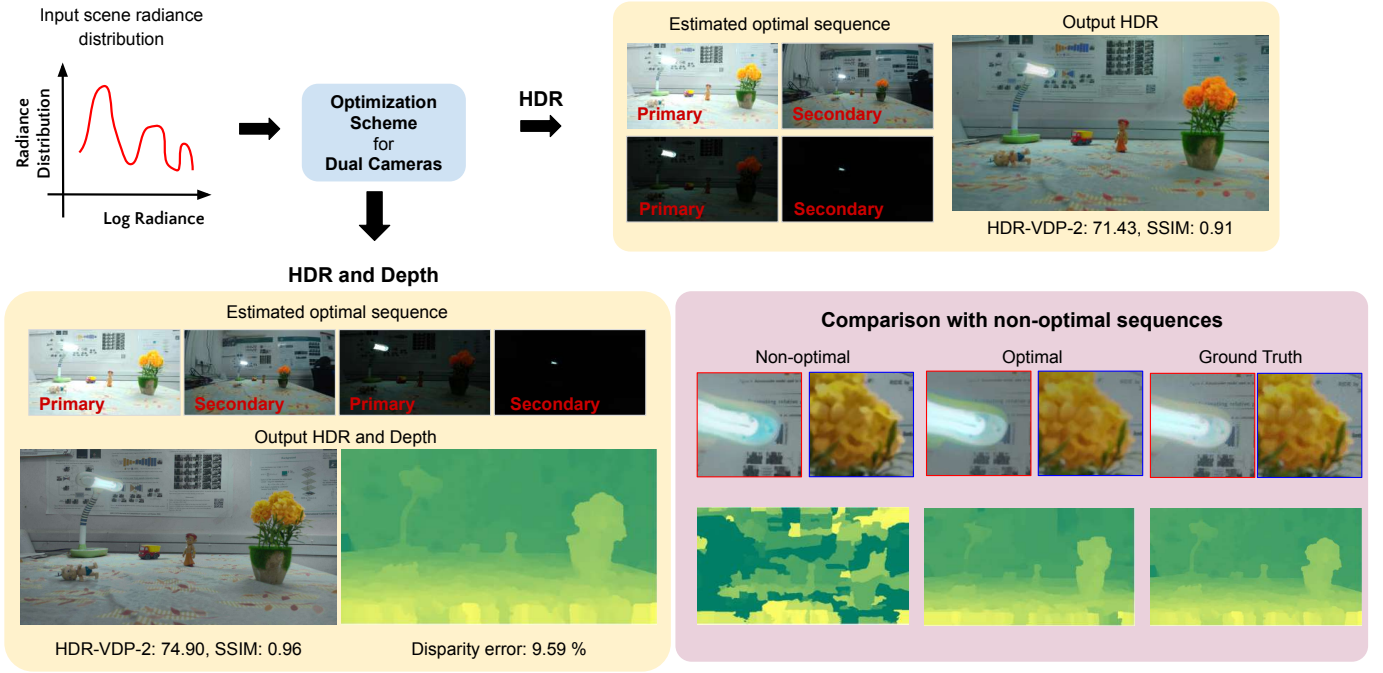 Input scene radiance
distribution
Radiance
Distribution
Log Radiance
Optimization
Scheme
for
Dual Cameras
HDR
Estimated optimal sequence
Output HDR
Primary
Secondary
Primary
Secondary
HDR-VDP-2: 71.43, SSIM: 0.91
HDR and Depth
Estimated optimal sequence
Primary
Secondary
Primary
Secondary
Output HDR and Depth
HDR-VDP-2: 74.90, SSIM: 0.96
Disparity error: 9.59 %
Comparison with non-optimal sequences
Non-optimal
Optimal
Ground Truth